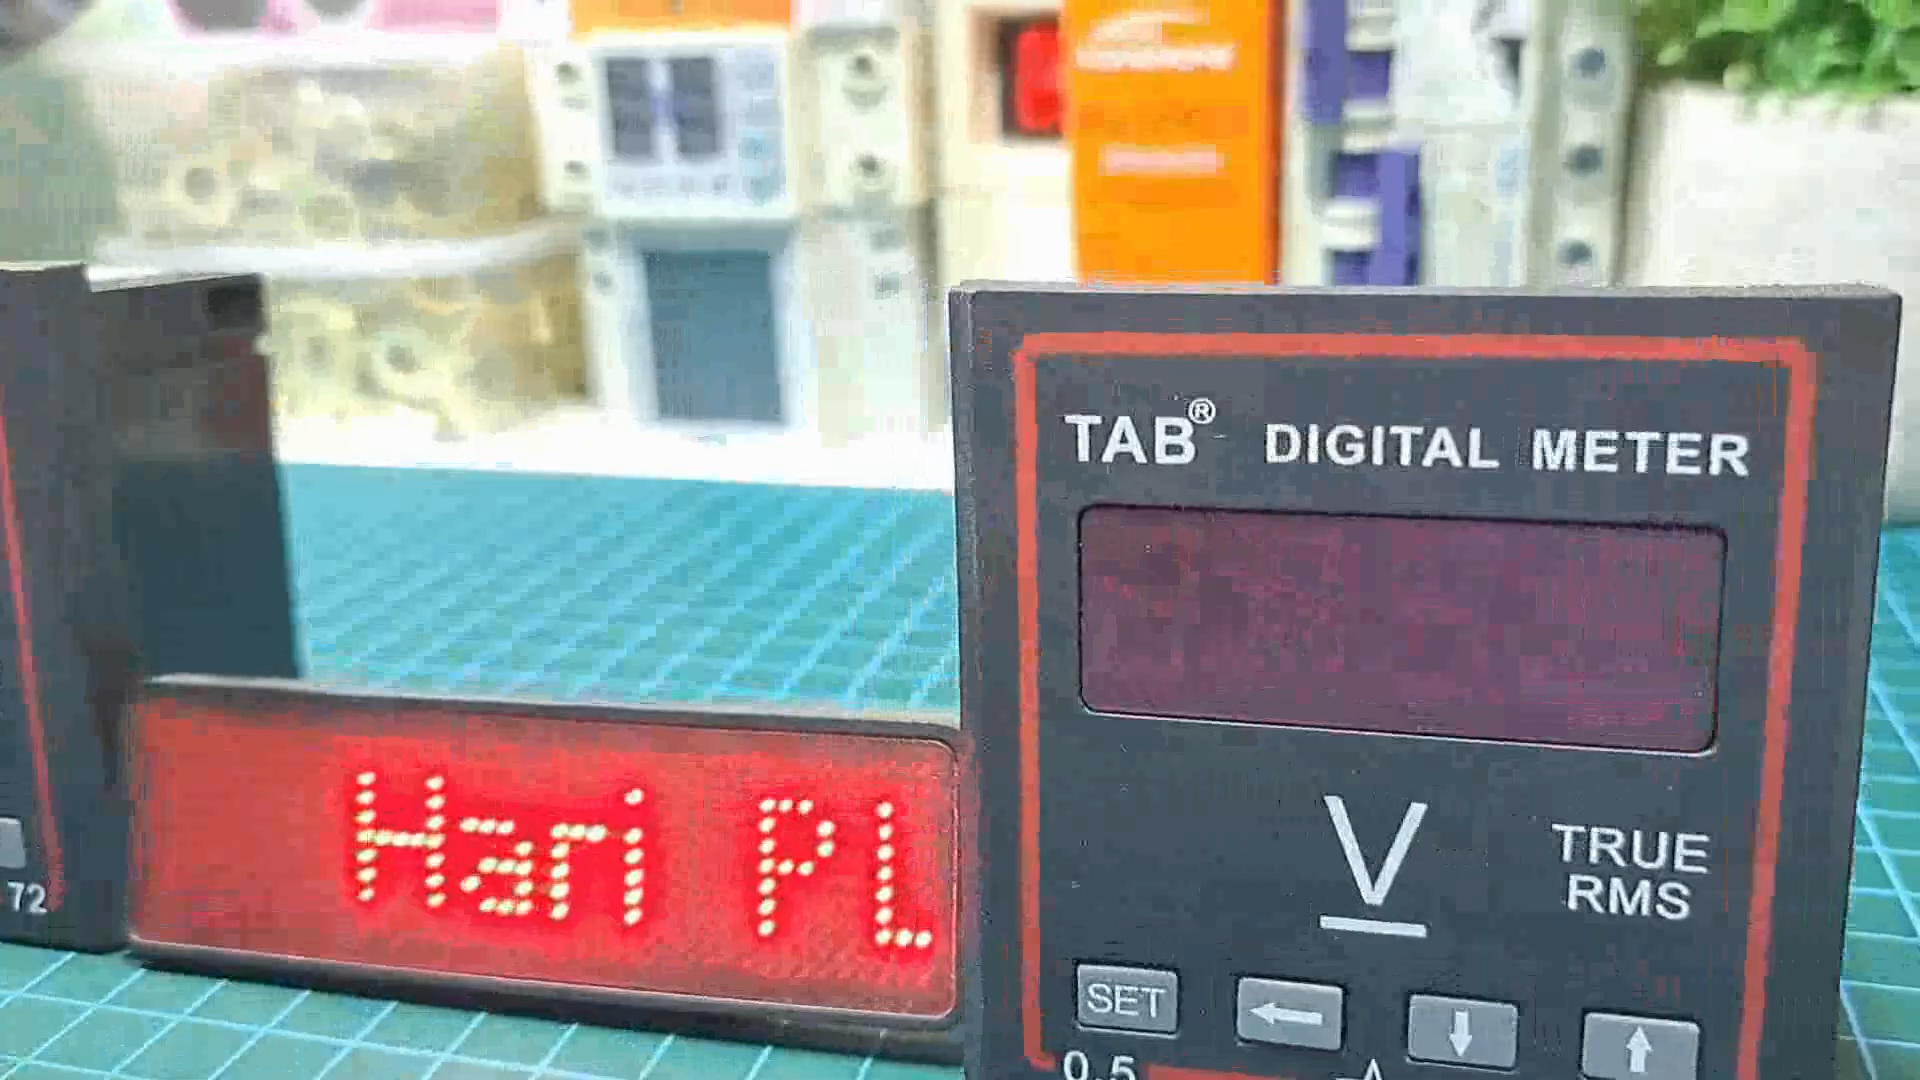 TAB® DIGITAL METER
V
TRUE
RMS
SET
0.5
72
Hari PL